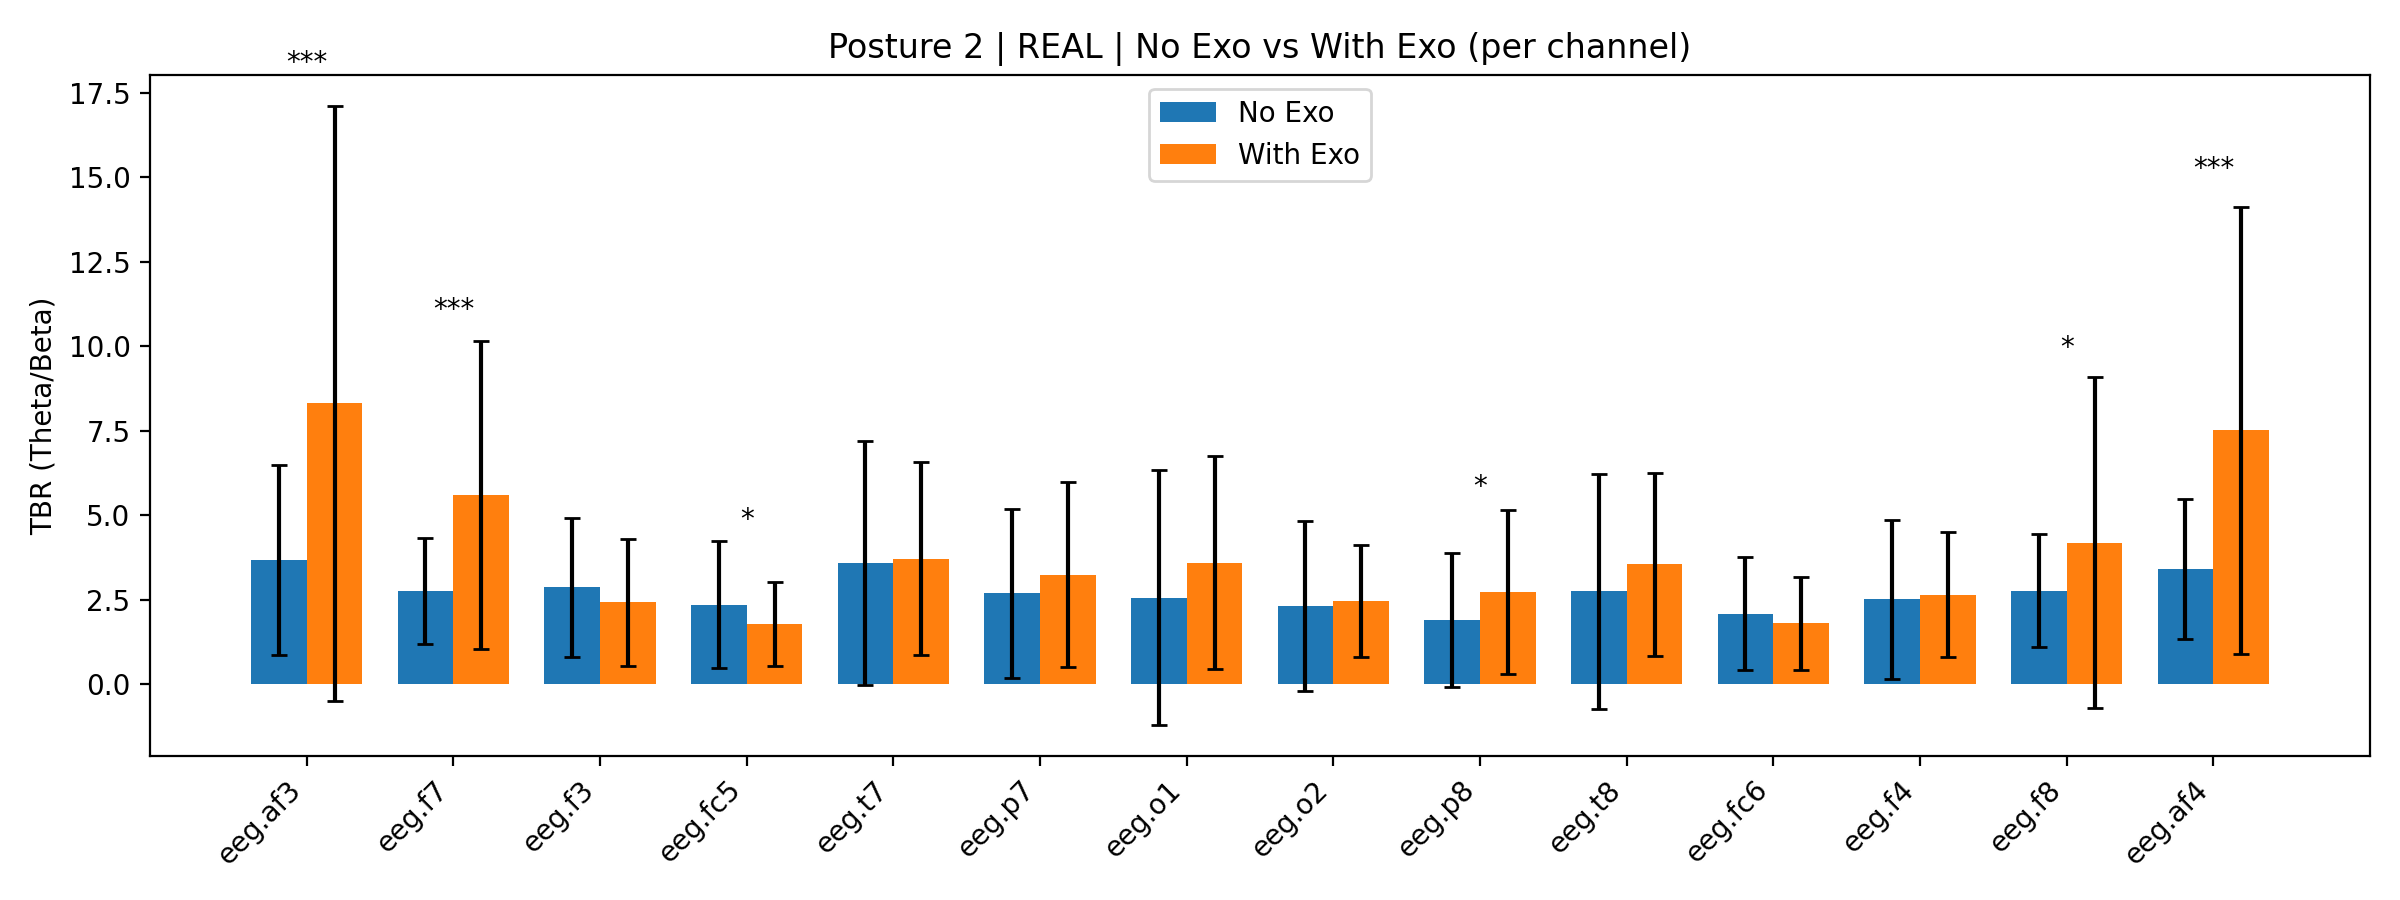 Posture 2 | REAL | No Exo vs With Exo (per channel)
***
17.5
No Exo
With Exo
15.0
***
12.5
***
10.0
*
7.5
*
5.0
*
2.5
0.0
TBR (Theta/Beta)
eeg.af3
eeg.f7
eeg.f3
eeg.fc5
eeg.t7
eeg.p7
eeg.o1
eeg.o2
eeg.p8
eeg.t8
eeg.fc6
eeg.f4
eeg.f8
eeg.af4